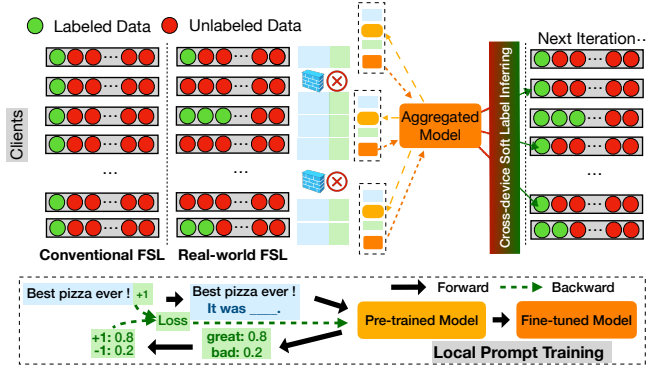 Labeled Data
Unlabeled Data
Next Iteration··
Clients
...
...
...
Conventional FSL
Real-world FSL
Aggregated
Model
Cross-device Soft Label Inferring
Best pizza ever !
+1
Best pizza ever !
It was ____.
Loss
+1: 0.8
-1: 0.2
great: 0.8
bad: 0.2
Forward
Backward
Pre-trained Model
Fine-tuned Model
Local Prompt Training